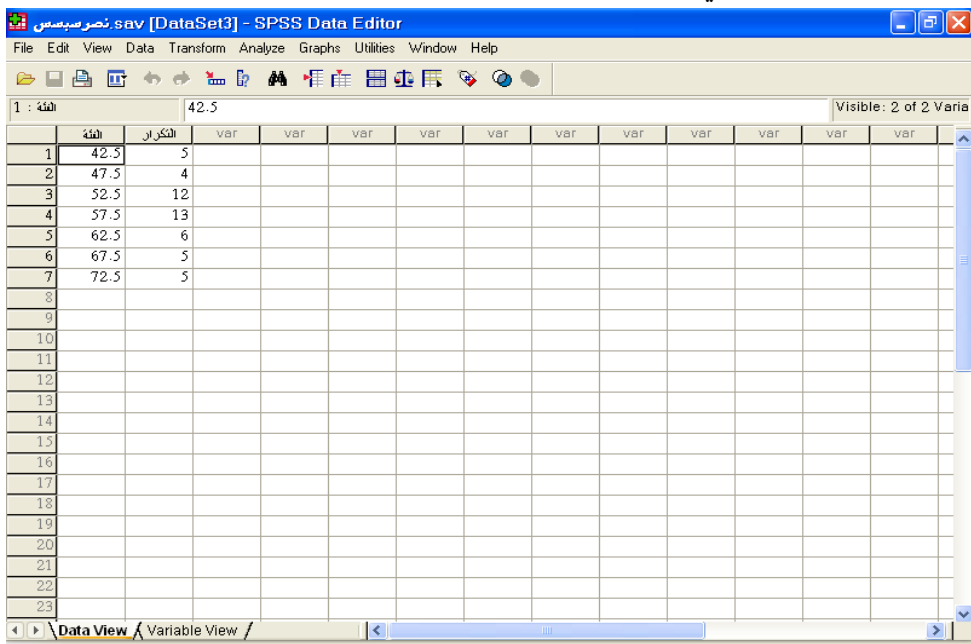 نصرسبسس.sav [DataSet3] - SPSS Data Editor
File Edit View Data Transform Analyze Graphs Utilities Window Help
1 : الفئة 42.5 Visible: 2 of 2 Varia
الفئة التكرار var var var var var var var var var var var
1 42.5 5
2 47.5 4
3 52.5 12
4 57.5 13
5 62.5 6
6 67.5 5
7 72.5 5
8
9
10
11
12
13
14
15
16
17
18
19
20
21
22
23
Data View Variable View